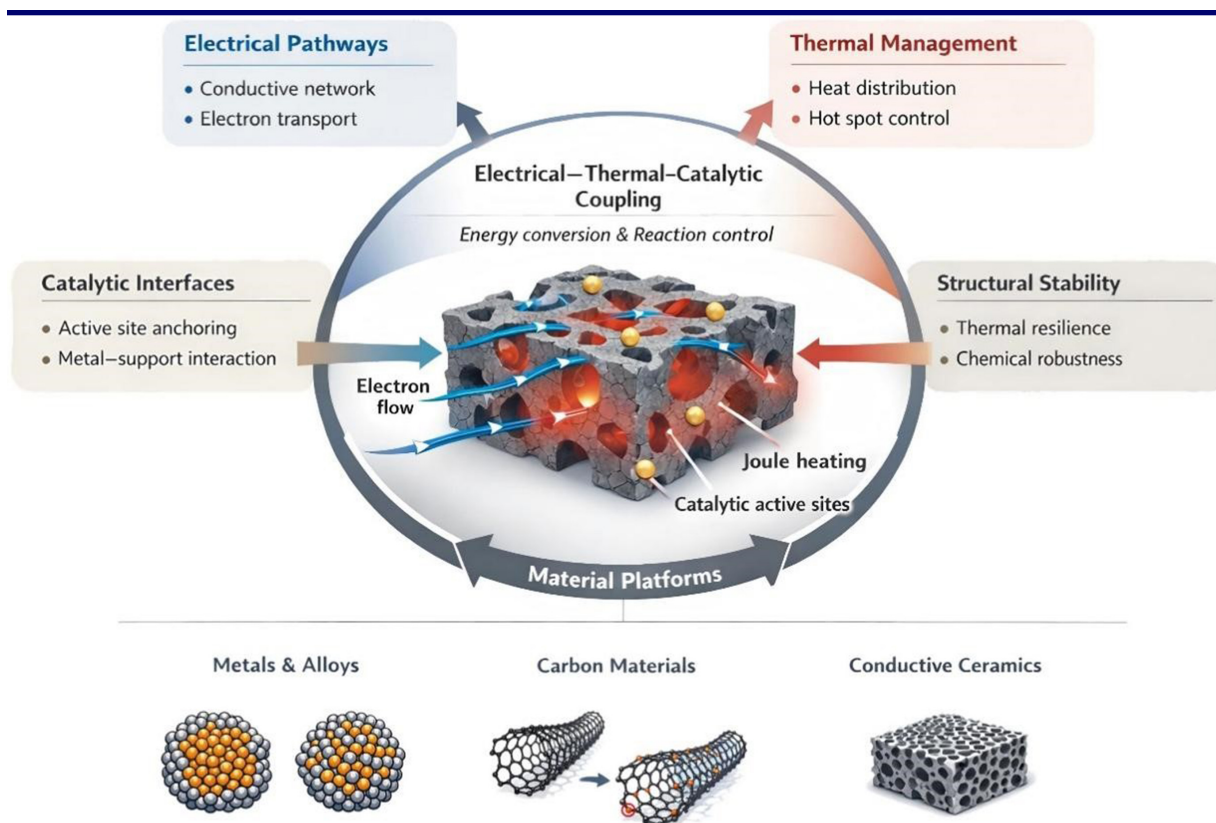 Electrical Pathways
• Conductive network
• Electron transport
Thermal Management
• Heat distribution
• Hot spot control
Electrical—Thermal–Catalytic
Coupling
Energy conversion & Reaction control
Catalytic Interfaces
• Active site anchoring
• Metal—support interaction
Structural Stability
• Thermal resilience
• Chemical robustness
Electron
flow
Joule heating
Catalytic active sites
Material Platforms
Metals & Alloys
Carbon Materials
Conductive Ceramics